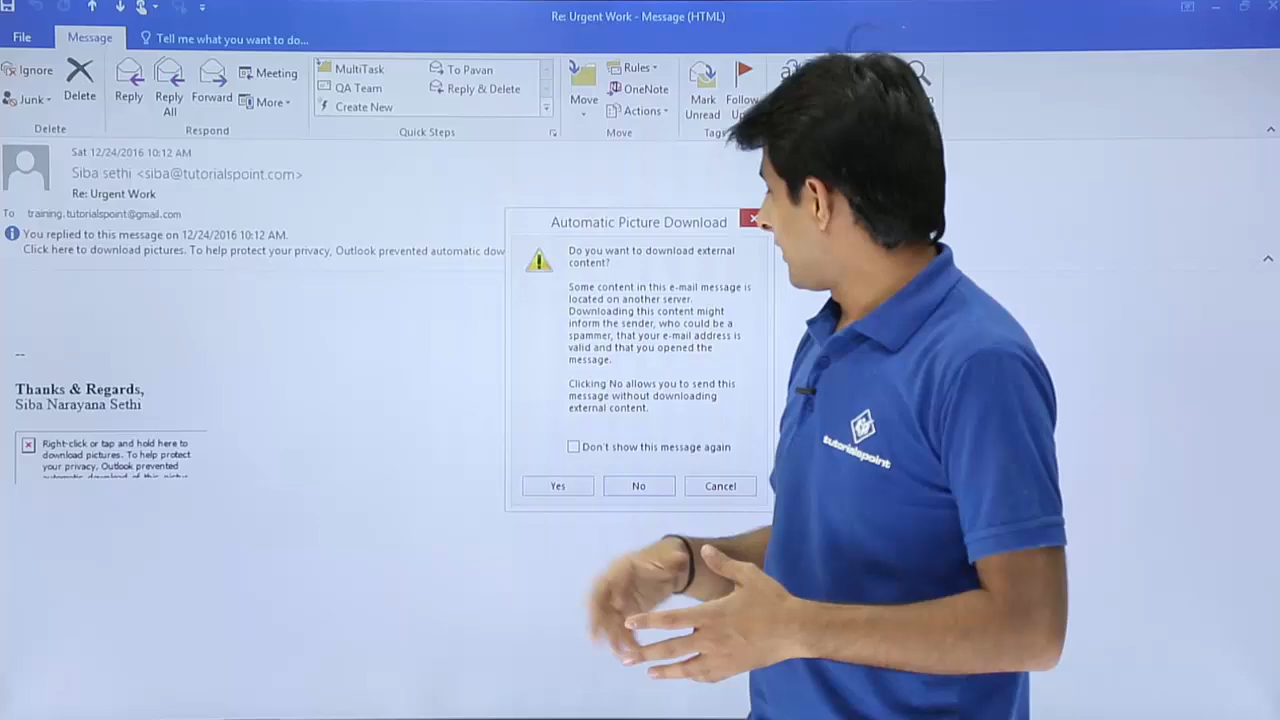 Re: Urgent Work - Message (HTML)
File
Message
Tell me what you want to do...
Ignore
Junk
Delete
Delete
Reply
Reply All
Forward
Meeting
More
Respond
MultiTask
QA Team
Create New
To Pavan
Reply & Delete
Quick Steps
Move
Rules
OneNote
Actions
Move
Mark Unread
Follow
Tags
Sat 12/24/2016 10:12 AM
Siba sethi <siba@tutorialspoint.com>
Re: Urgent Work
To training.tutorialspoint@gmail.com
You replied to this message on 12/24/2016 10:12 AM.
Click here to download pictures. To help protect your privacy, Outlook prevented automatic dow
--
Thanks & Regards,
Siba Narayana Sethi
Right-click or tap and hold here to
download pictures. To help protect
your privacy, Outlook prevented
automatic download of this
Automatic Picture Download
Do you want to download external
content?
Some content in this e-mail message is
located on another server.
Downloading this content might
inform the sender, who could be a
spammer, that your e-mail address is
valid and that you opened the
message.
Clicking No allows you to send this
message without downloading
external content.
Don't show this message again
Yes
No
Cancel
tutorialspoint